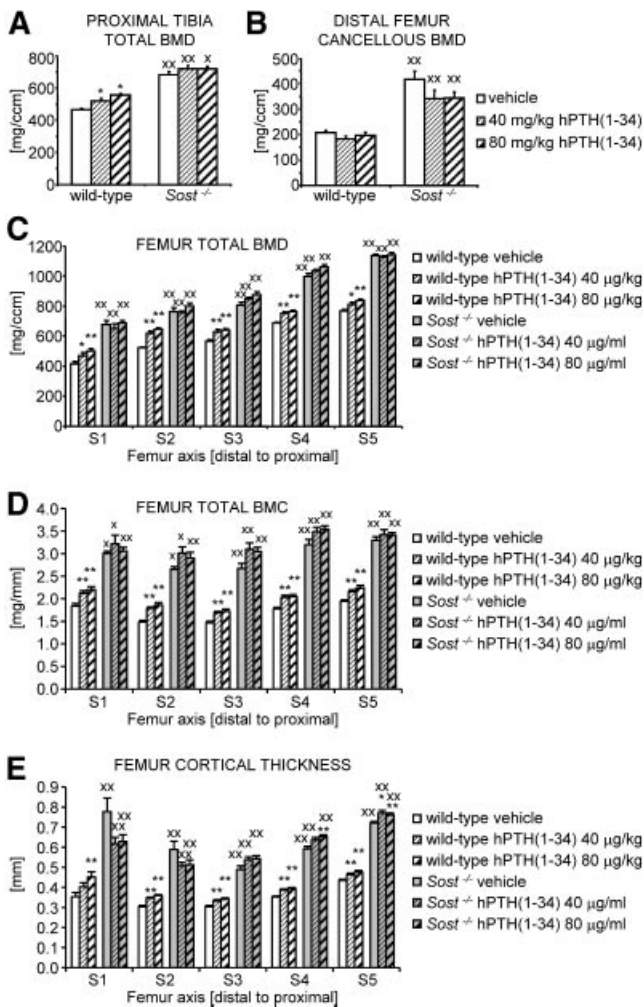 A
PROXIMAL TIBIA
TOTAL BMD
[mg/ccm]
800
600
400
200
0
* *
xx xx x
wild-type
Sost -/-
B
DISTAL FEMUR
CANCELLOUS BMD
[mg/ccm]
500
400
300
200
100
0
xx
xx xx
wild-type
Sost -/-
vehicle
40 mg/kg hPTH(1-34)
80 mg/kg hPTH(1-34)
C
FEMUR TOTAL BMD
[mg/ccm]
1200
1000
800
600
400
200
0
S1 S2 S3 S4 S5
Femur axis [distal to proximal]
wild-type vehicle
wild-type hPTH(1-34) 40 µg/kg
wild-type hPTH(1-34) 80 µg/kg
Sost -/- vehicle
Sost -/- hPTH(1-34) 40 µg/ml
Sost -/- hPTH(1-34) 80 µg/ml
D
FEMUR TOTAL BMC
[mg/mm]
4.0
3.5
3.0
2.5
2.0
1.5
1.0
0.5
0.0
S1 S2 S3 S4 S5
Femur axis [distal to proximal]
wild-type vehicle
wild-type hPTH(1-34) 40 µg/kg
wild-type hPTH(1-34) 80 µg/kg
Sost -/- vehicle
Sost -/- hPTH(1-34) 40 µg/ml
Sost -/- hPTH(1-34) 80 µg/ml
E
FEMUR CORTICAL THICKNESS
[mm]
0.9
0.8
0.7
0.6
0.5
0.4
0.3
0.2
0.1
0.0
S1 S2 S3 S4 S5
Femur axis [distal to proximal]
wild-type vehicle
wild-type hPTH(1-34) 40 µg/kg
wild-type hPTH(1-34) 80 µg/kg
Sost -/- vehicle
Sost -/- hPTH(1-34) 40 µg/ml
Sost -/- hPTH(1-34) 80 µg/ml